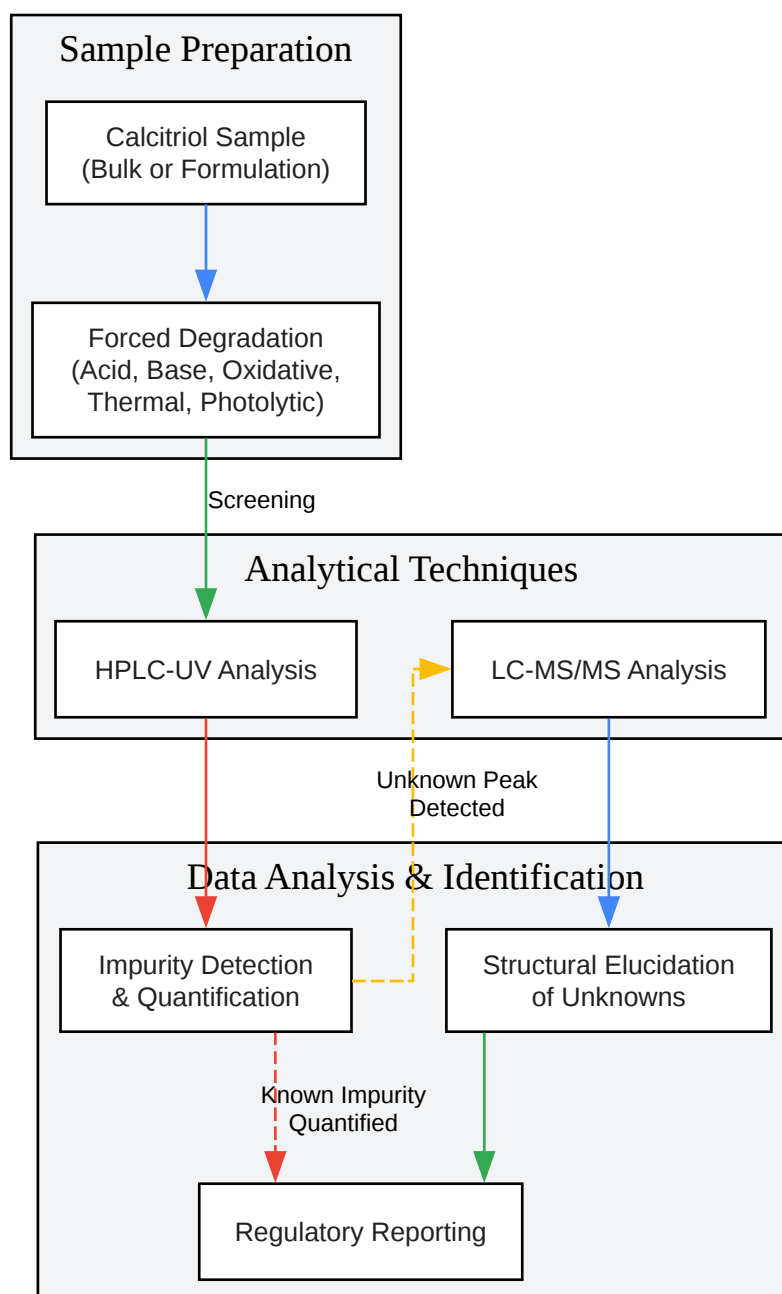 Sample Preparation
Calcitriol Sample
(Bulk or Formulation)
Forced Degradation
(Acid, Base, Oxidative,
Thermal, Photolytic)
Screening
Analytical Techniques
HPLC-UV Analysis
LC-MS/MS Analysis
Unknown Peak
Detected
Data Analysis & Identification
Impurity Detection
& Quantification
Structural Elucidation
of Unknowns
Known Impurity
Quantified
Regulatory Reporting